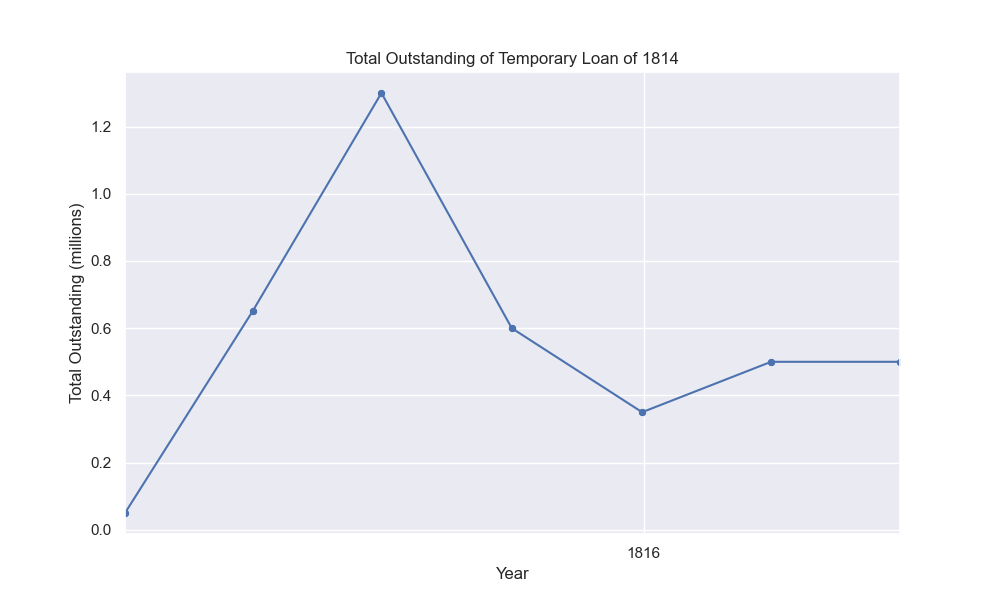 Total Outstanding of Temporary Loan of 1814
Total Outstanding (millions)
1.2
1.0
0.8
0.6
0.4
0.2
0.0
1816
Year